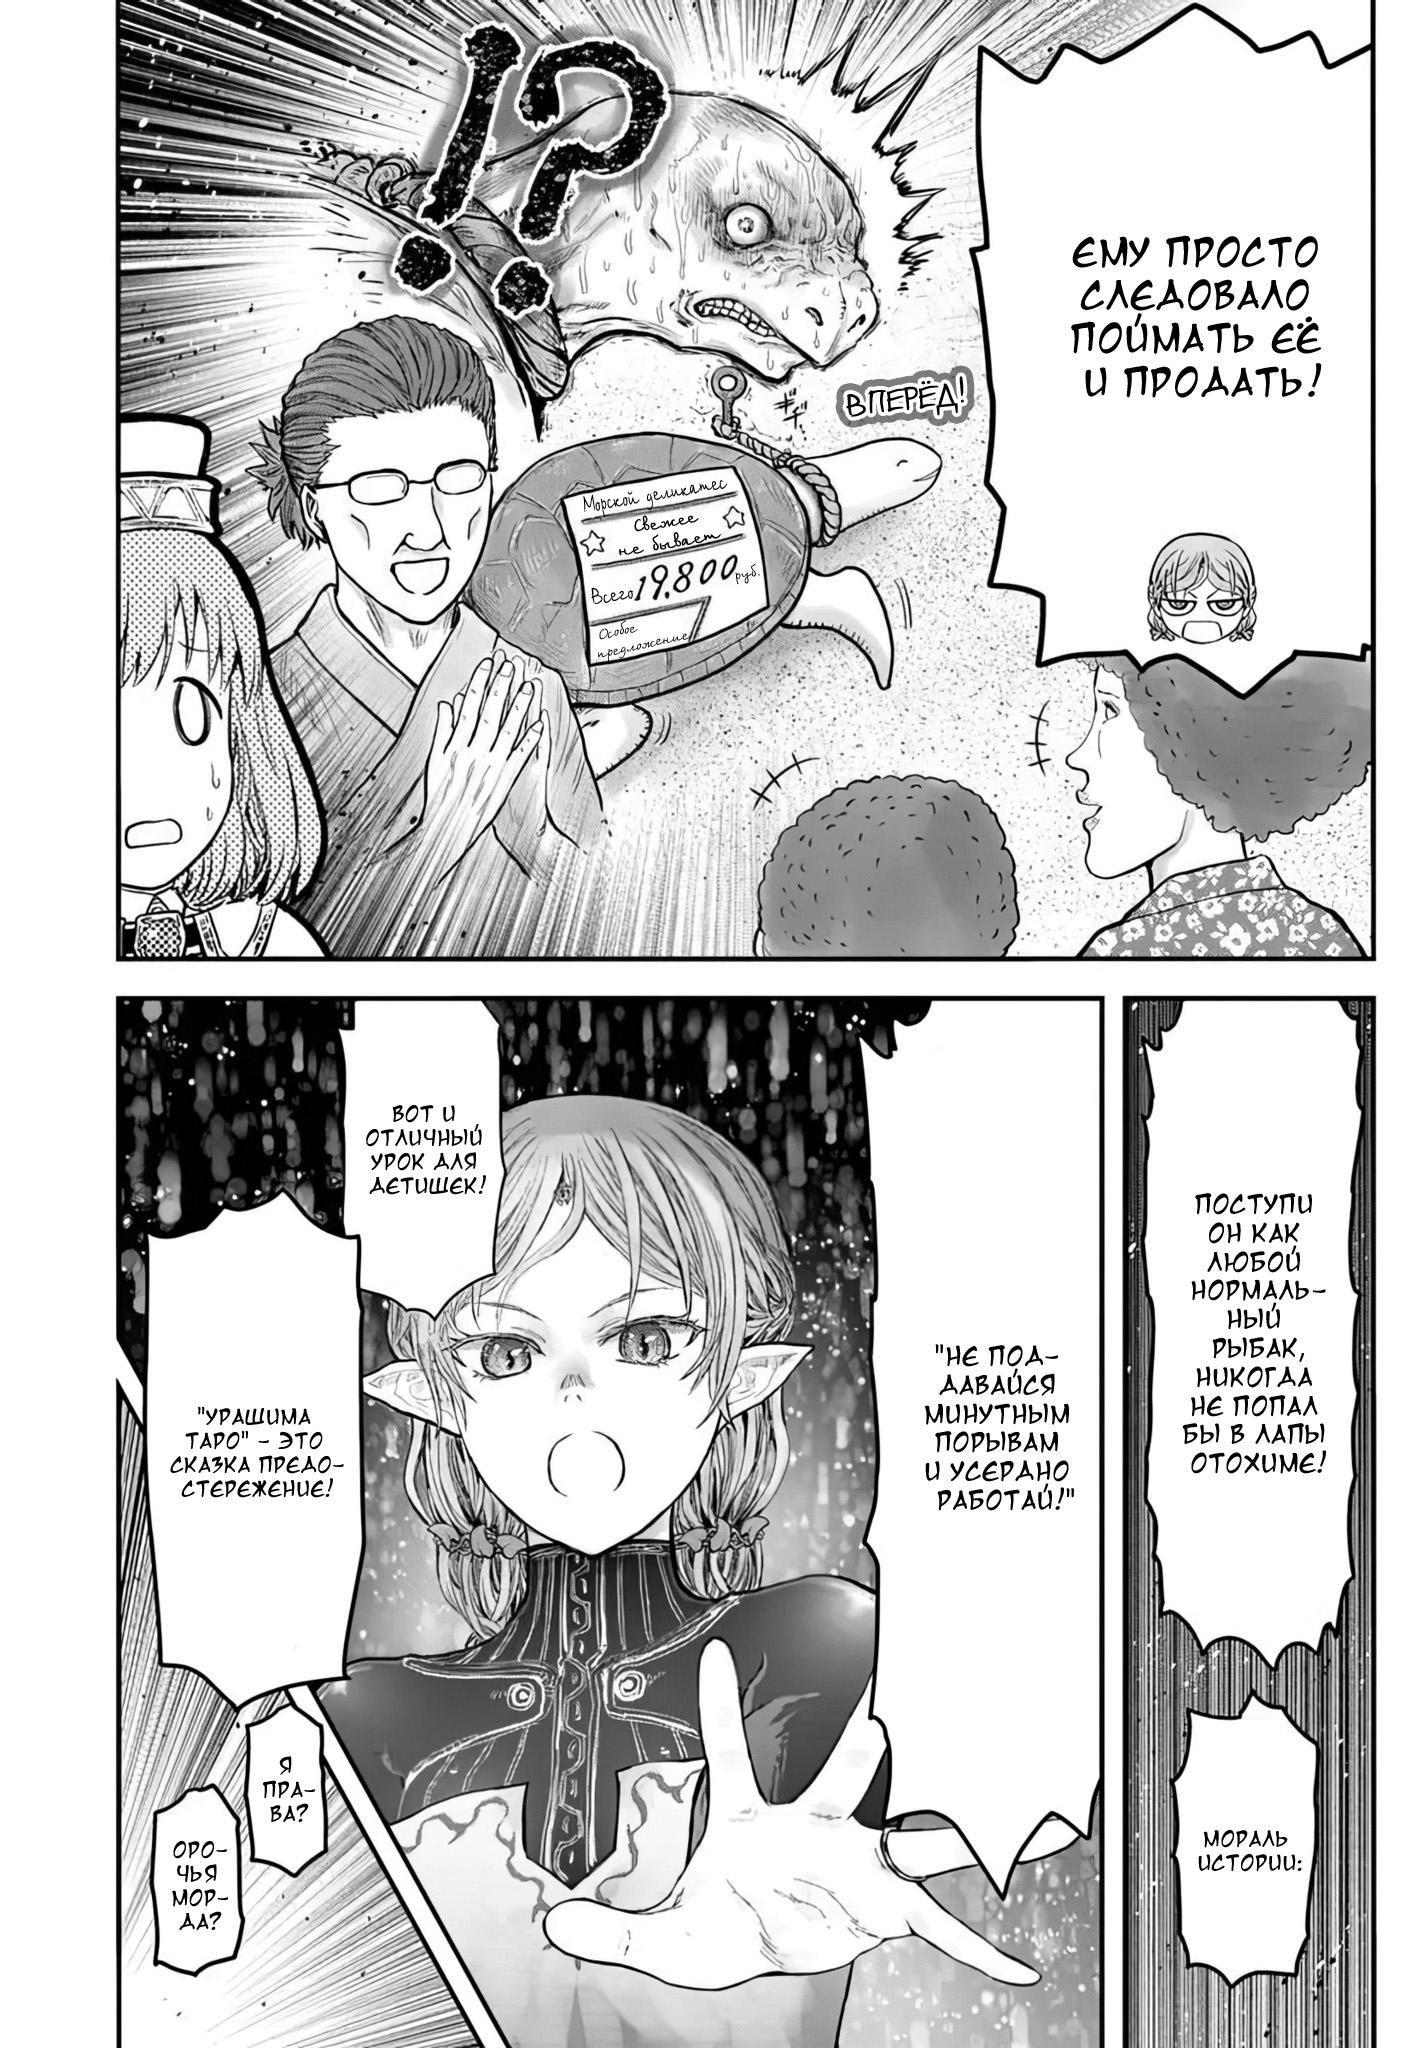 ЕМУ ПРОСТО
СЛЕДОВАЛО
ПОЙМАТЬ ЕЁ
И ПРОДАТЬ!
!?
ВПЕРЁД!
Морской деликатес
Свежее
не бывает
Всего 19,800 руб.
Особое
предложение
ПОСТУПИ
ОН КАК
ЛЮБОЙ
НОРМАЛЬ-
НЫЙ
РЫБАК,
НИКОГДА
НЕ ПОПАЛ
БЫ В ЛАПЫ
ОТОХИМЕ!
МОРАЛЬ
ИСТОРИИ:
"НЕ ПОД-
ДАВАЙСЯ
МИНУТНЫМ
ПОРЫВАМ
И УСЕРДНО
РАБОТАЙ!"
ВОТ И
ОТЛИЧНЫЙ
УРОК ДЛЯ
ДЕТИШЕК!
"УРАШИМА
ТАРО" - ЭТО
СКАЗКА ПРЕДО-
СТЕРЕЖЕНИЕ!
Я
ПРА-
ВА?
ОРО-
ЧЬЯ
МОР-
ДА?